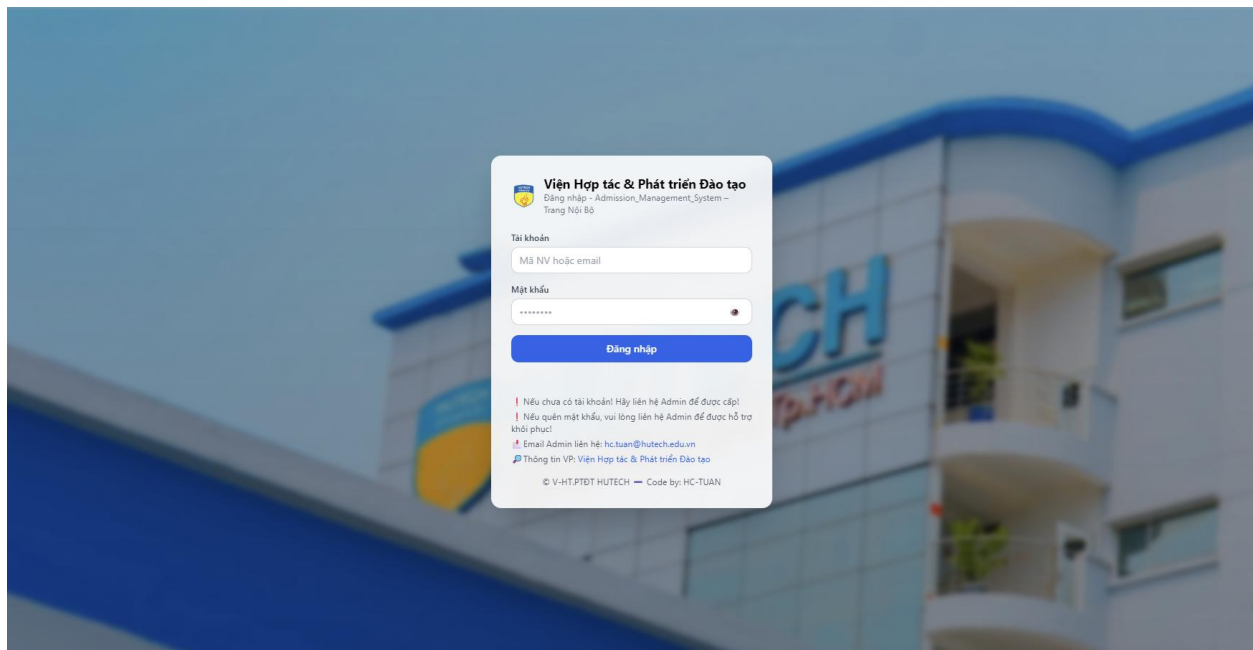 Viện Hợp tác & Phát triển Đào tạo
Đăng nhập - Admission_Management_System –
Trang Nội Bộ
Tài khoản
Mã NV hoặc email
Mật khẩu
••••••••
Đăng nhập
❗ Nếu chưa có tài khoản! Hãy liên hệ Admin để được cấp!
❗ Nếu quên mật khẩu, vui lòng liên hệ Admin để được hỗ trợ
khôi phục!
📩 Email Admin liên hệ: hc.tuan@hutech.edu.vn
🔎 Thông tin VP: Viện Hợp tác & Phát triển Đào tạo
© V-HT.PTĐT HUTECH — Code by: HC-TUAN
CH
Tp.HCM